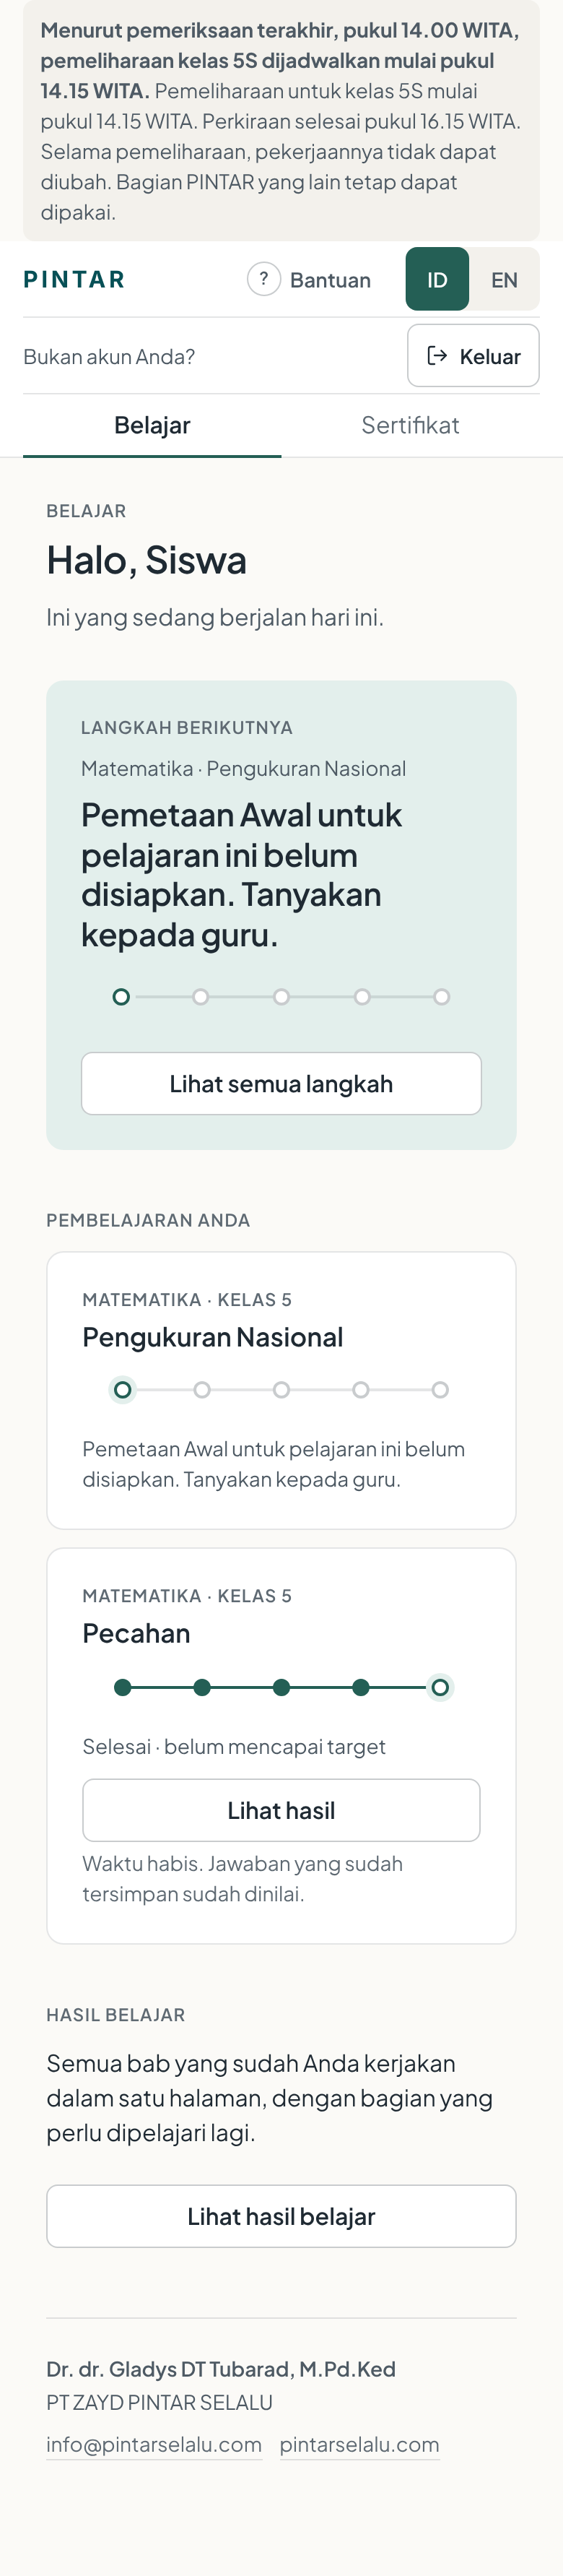 Menurut pemeriksaan terakhir, pukul 14.00 WITA,
pemeliharaan kelas 5S dijadwalkan mulai pukul
14.15 WITA. Pemeliharaan untuk kelas 5S mulai
pukul 14.15 WITA. Perkiraan selesai pukul 16.15 WITA.
Selama pemeliharaan, pekerjaannya tidak dapat
diubah. Bagian PINTAR yang lain tetap dapat
dipakai.
PINTAR ? Bantuan ID EN
Bukan akun Anda? Keluar
Belajar Sertifikat
BELAJAR
Halo, Siswa
Ini yang sedang berjalan hari ini.
LANGKAH BERIKUTNYA
Matematika · Pengukuran Nasional
Pemetaan Awal untuk
pelajaran ini belum
disiapkan. Tanyakan
kepada guru.
Lihat semua langkah
PEMBELAJARAN ANDA
MATEMATIKA · KELAS 5
Pengukuran Nasional
Pemetaan Awal untuk pelajaran ini belum
disiapkan. Tanyakan kepada guru.
MATEMATIKA · KELAS 5
Pecahan
Selesai · belum mencapai target
Lihat hasil
Waktu habis. Jawaban yang sudah
tersimpan sudah dinilai.
HASIL BELAJAR
Semua bab yang sudah Anda kerjakan
dalam satu halaman, dengan bagian yang
perlu dipelajari lagi.
Lihat hasil belajar
Dr. dr. Gladys DT Tubarad, M.Pd.Ked
PT ZAYD PINTAR SELALU
info@pintarselalu.com pintarselalu.com